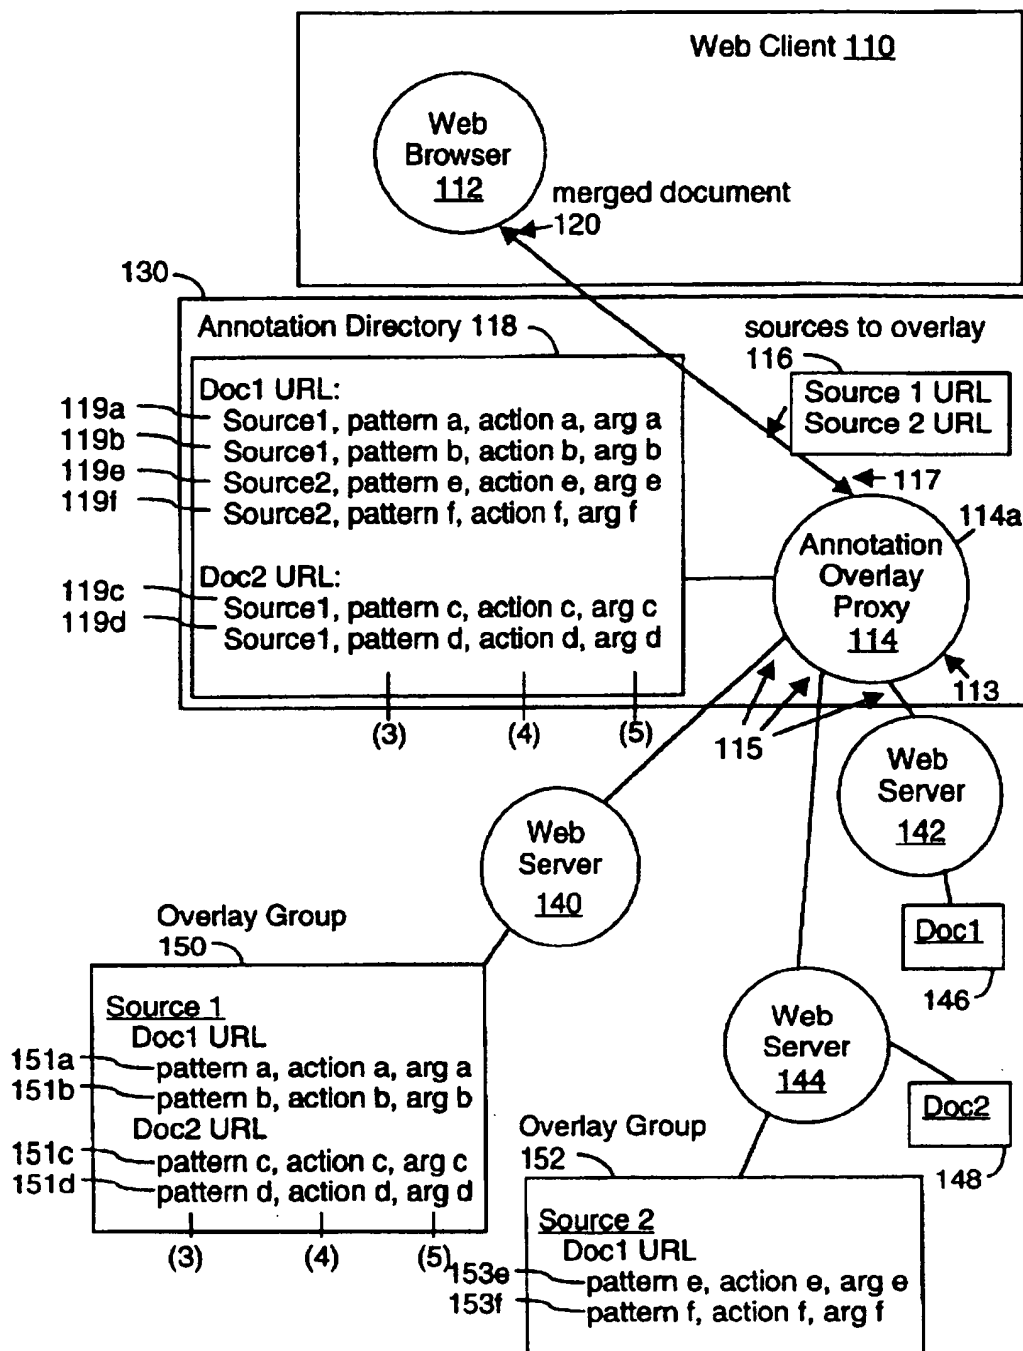 Web Client 110
Web
Browser
112
merged document
120
130
Annotation Directory 118
sources to overlay
116
Source 1 URL
Source 2 URL
Doc1 URL:
119a Source1, pattern a, action a, arg a
119b Source1, pattern b, action b, arg b
119e Source2, pattern e, action e, arg e
119f Source2, pattern f, action f, arg f
Doc2 URL:
119c Source1, pattern c, action c, arg c
119d Source1, pattern d, action d, arg d
117
114a
Annotation
Overlay
Proxy
114
113
(3) (4) (5)
115
Web
Server
142
Web
Server
140
Doc1
146
Overlay Group
150
Source 1
Doc1 URL
151a pattern a, action a, arg a
151b pattern b, action b, arg b
Doc2 URL
151c pattern c, action c, arg c
151d pattern d, action d, arg d
(3) (4) (5)
Web
Server
144
Doc2
148
Overlay Group
152
Source 2
Doc1 URL
153e pattern e, action e, arg e
153f pattern f, action f, arg f